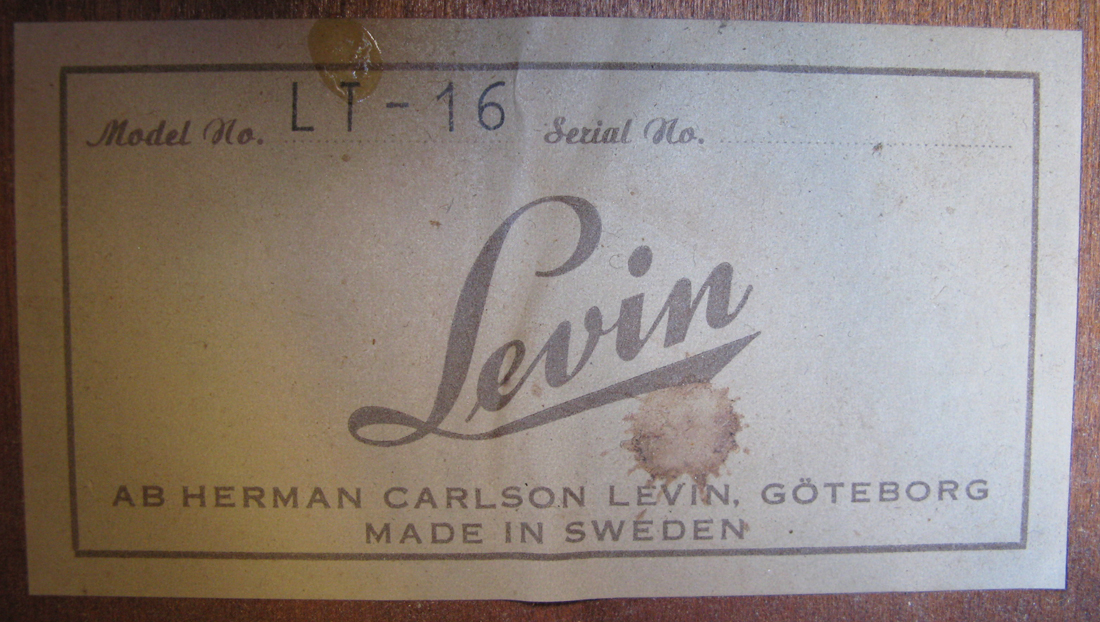 Model No. LT-16 Serial No.
Levin
AB HERMAN CARLSON LEVIN, GÖTEBORG
MADE IN SWEDEN